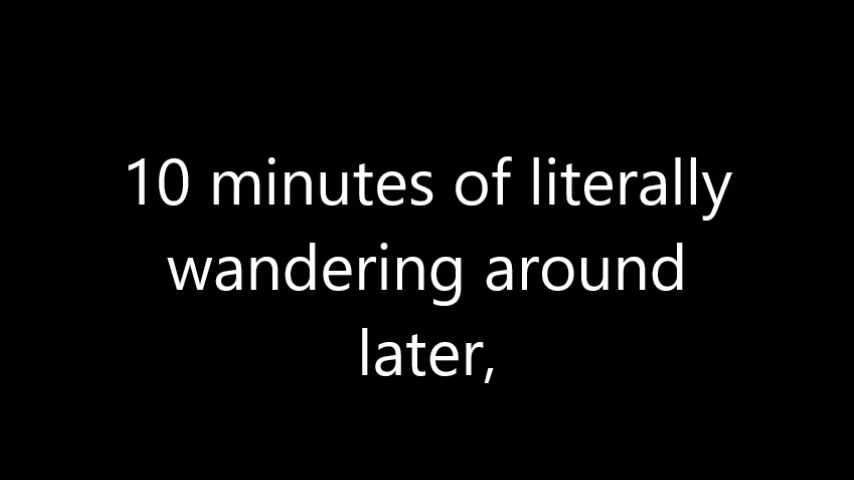 10 minutes of literally
wandering around
later,